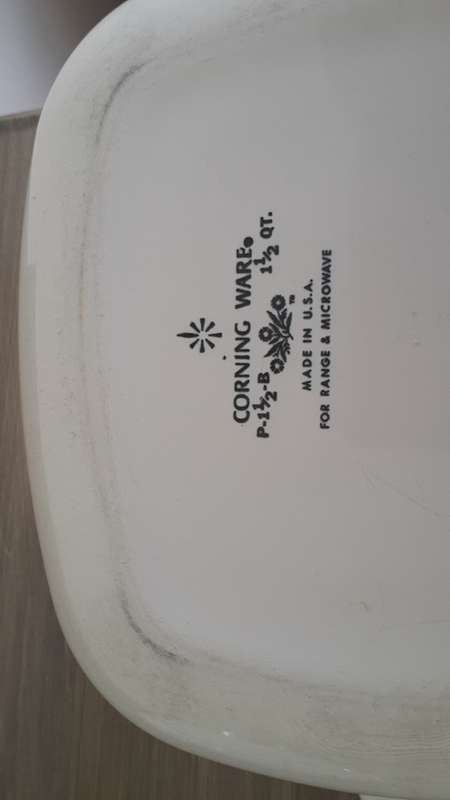 CORNING WARE®
P-1½-B 1½ QT.
™
MADE IN U.S.A.
FOR RANGE & MICROWAVE